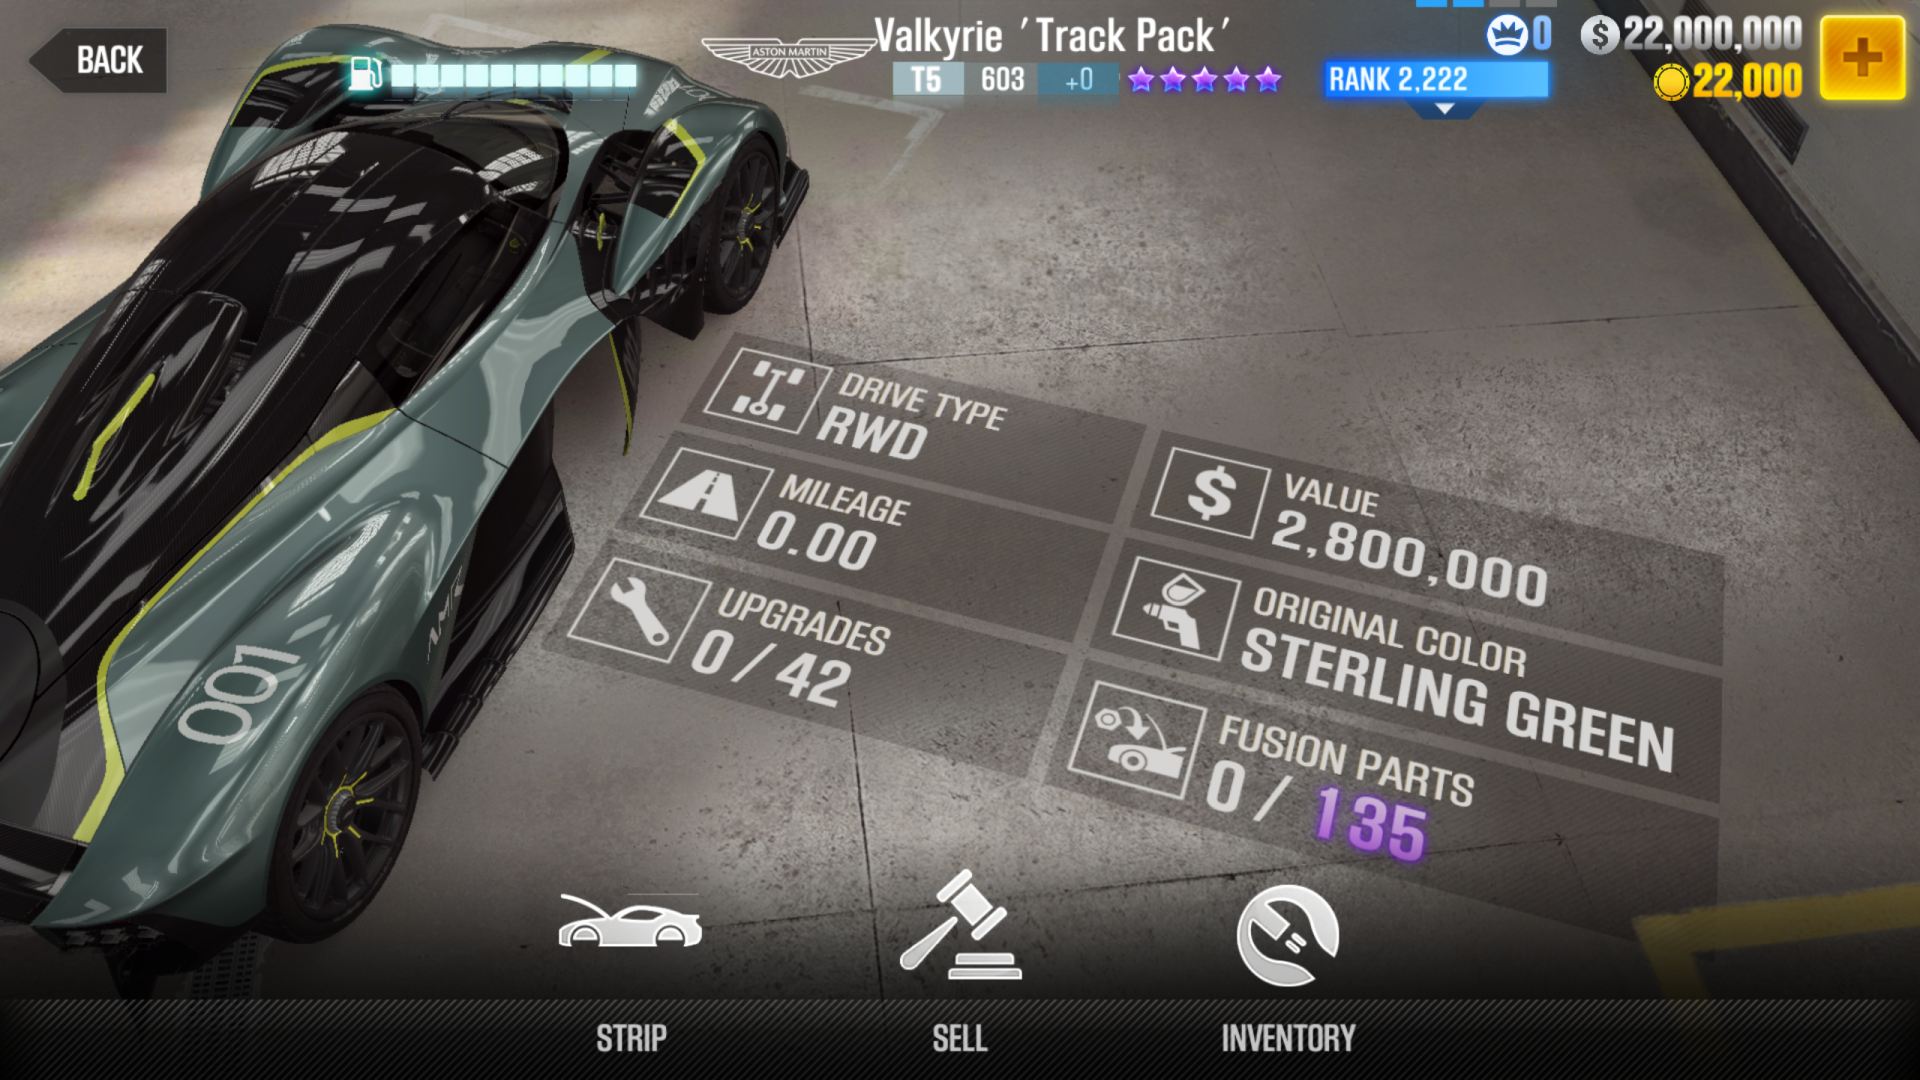 BACK
ASTON MARTIN
Valkyrie 'Track Pack'
T5 603 +0
0
RANK 2,222
$ 22,000,000
22,000
DRIVE TYPE
RWD
MILEAGE
0.00
UPGRADES
0 / 42
$ VALUE
2,800,000
ORIGINAL COLOR
STERLING GREEN
FUSION PARTS
0 / 135
001
AMR
STRIP
SELL
INVENTORY